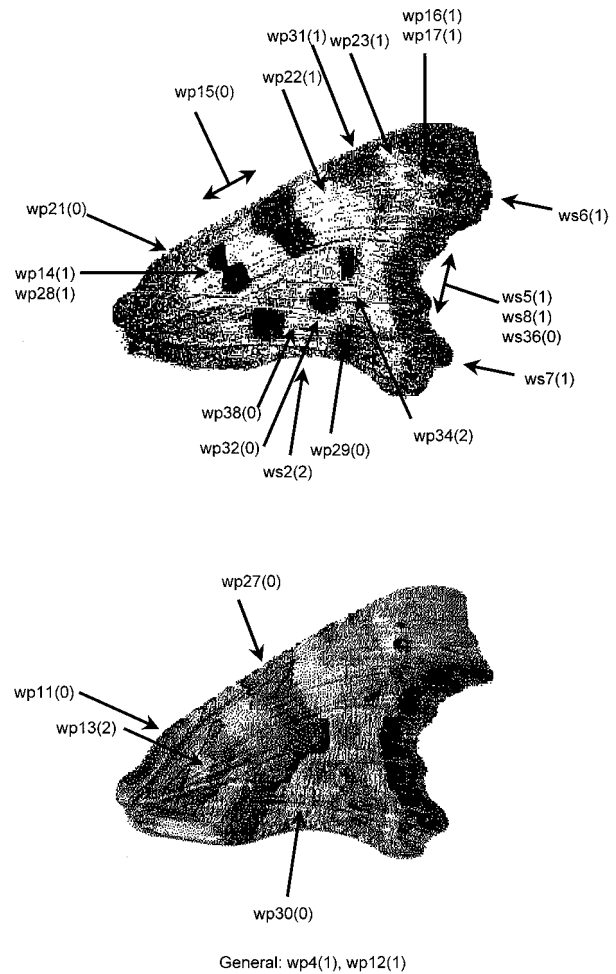 wp16(1)
wp17(1)
wp31(1)
wp23(1)
wp22(1)
wp15(0)
wp21(0)
ws6(1)
wp14(1)
wp28(1)
ws5(1)
ws8(1)
ws36(0)
ws7(1)
wp38(0)
wp34(2)
wp32(0)
wp29(0)
ws2(2)
wp27(0)
wp11(0)
wp13(2)
wp30(0)
General: wp4(1), wp12(1)